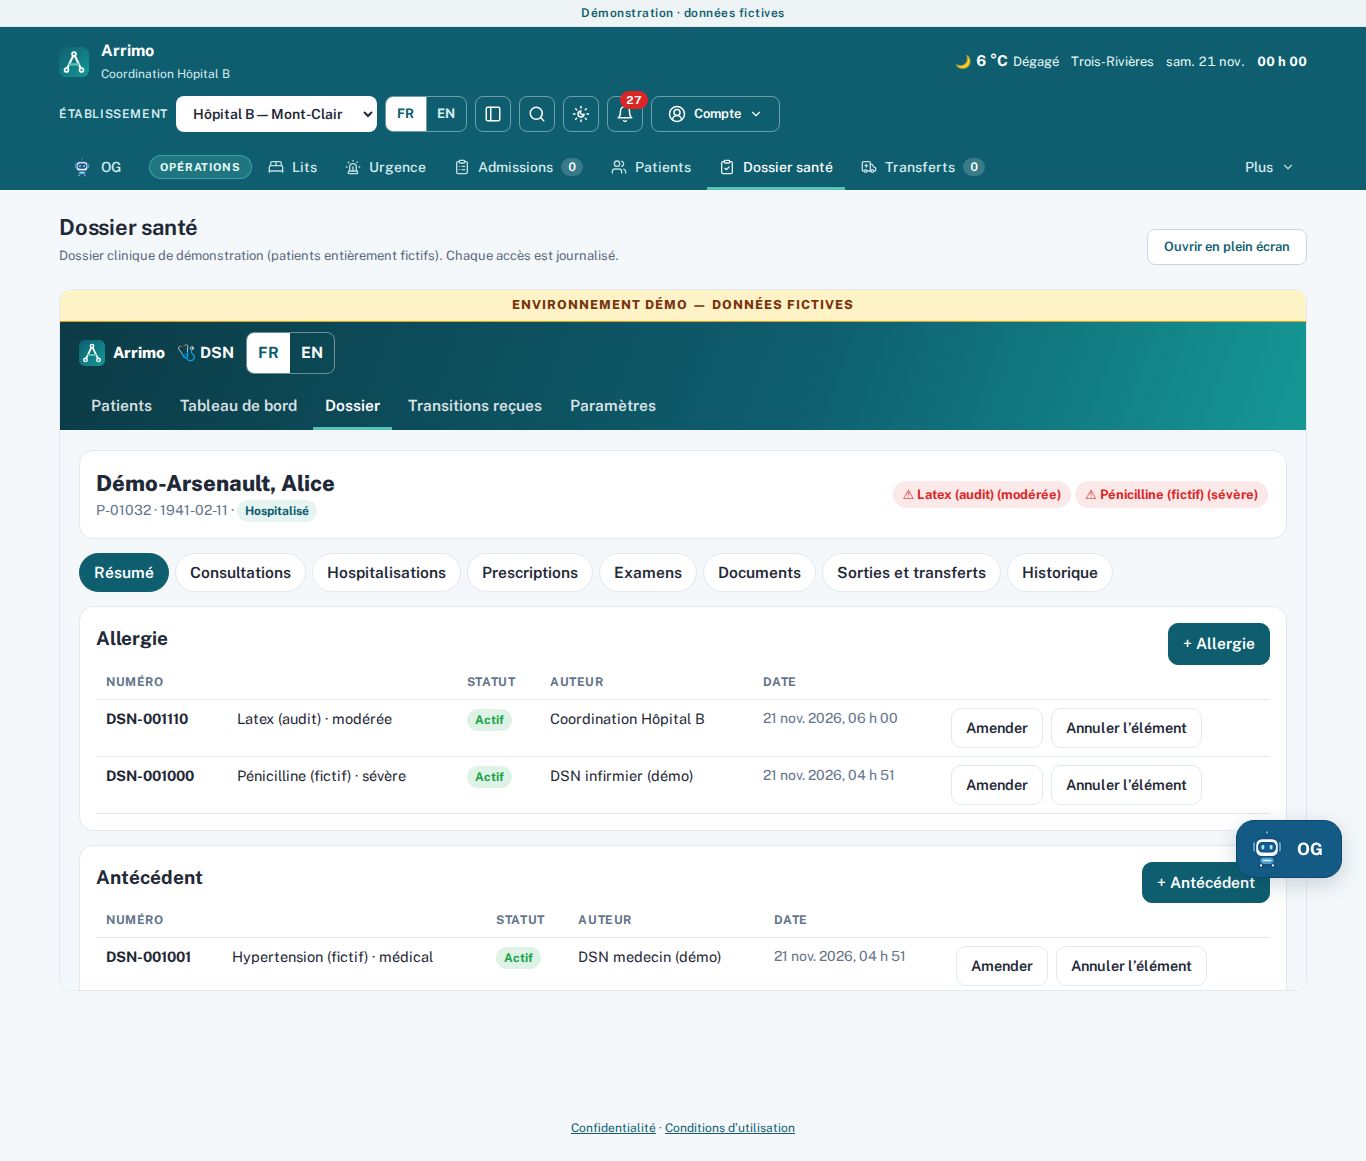 Démonstration · données fictives
Arrimo
Coordination Hôpital B
🌙 6 °C Dégagé Trois-Rivières sam. 21 nov. 00 h 00
ÉTABLISSEMENT Hôpital B — Mont-Clair FR EN 27 Compte
OG OPÉRATIONS Lits Urgence Admissions 0 Patients Dossier santé Transferts 0 Plus
Dossier santé
Dossier clinique de démonstration (patients entièrement fictifs). Chaque accès est journalisé.
Ouvrir en plein écran
ENVIRONNEMENT DÉMO — DONNÉES FICTIVES
Arrimo 🩺 DSN FR EN
Patients Tableau de bord Dossier Transitions reçues Paramètres
Démo-Arsenault, Alice
P-01032 · 1941-02-11 · Hospitalisé
⚠ Latex (audit) (modérée) ⚠ Pénicilline (fictif) (sévère)
Résumé Consultations Hospitalisations Prescriptions Examens Documents Sorties et transferts Historique
Allergie
+ Allergie
NUMÉRO STATUT AUTEUR DATE
DSN-001110 Latex (audit) · modérée Actif Coordination Hôpital B 21 nov. 2026, 06 h 00 Amender Annuler l’élément
DSN-001000 Pénicilline (fictif) · sévère Actif DSN infirmier (démo) 21 nov. 2026, 04 h 51 Amender Annuler l’élément
OG
Antécédent
+ Antécédent
NUMÉRO STATUT AUTEUR DATE
DSN-001001 Hypertension (fictif) · médical Actif DSN medecin (démo) 21 nov. 2026, 04 h 51 Amender Annuler l’élément
Confidentialité · Conditions d’utilisation